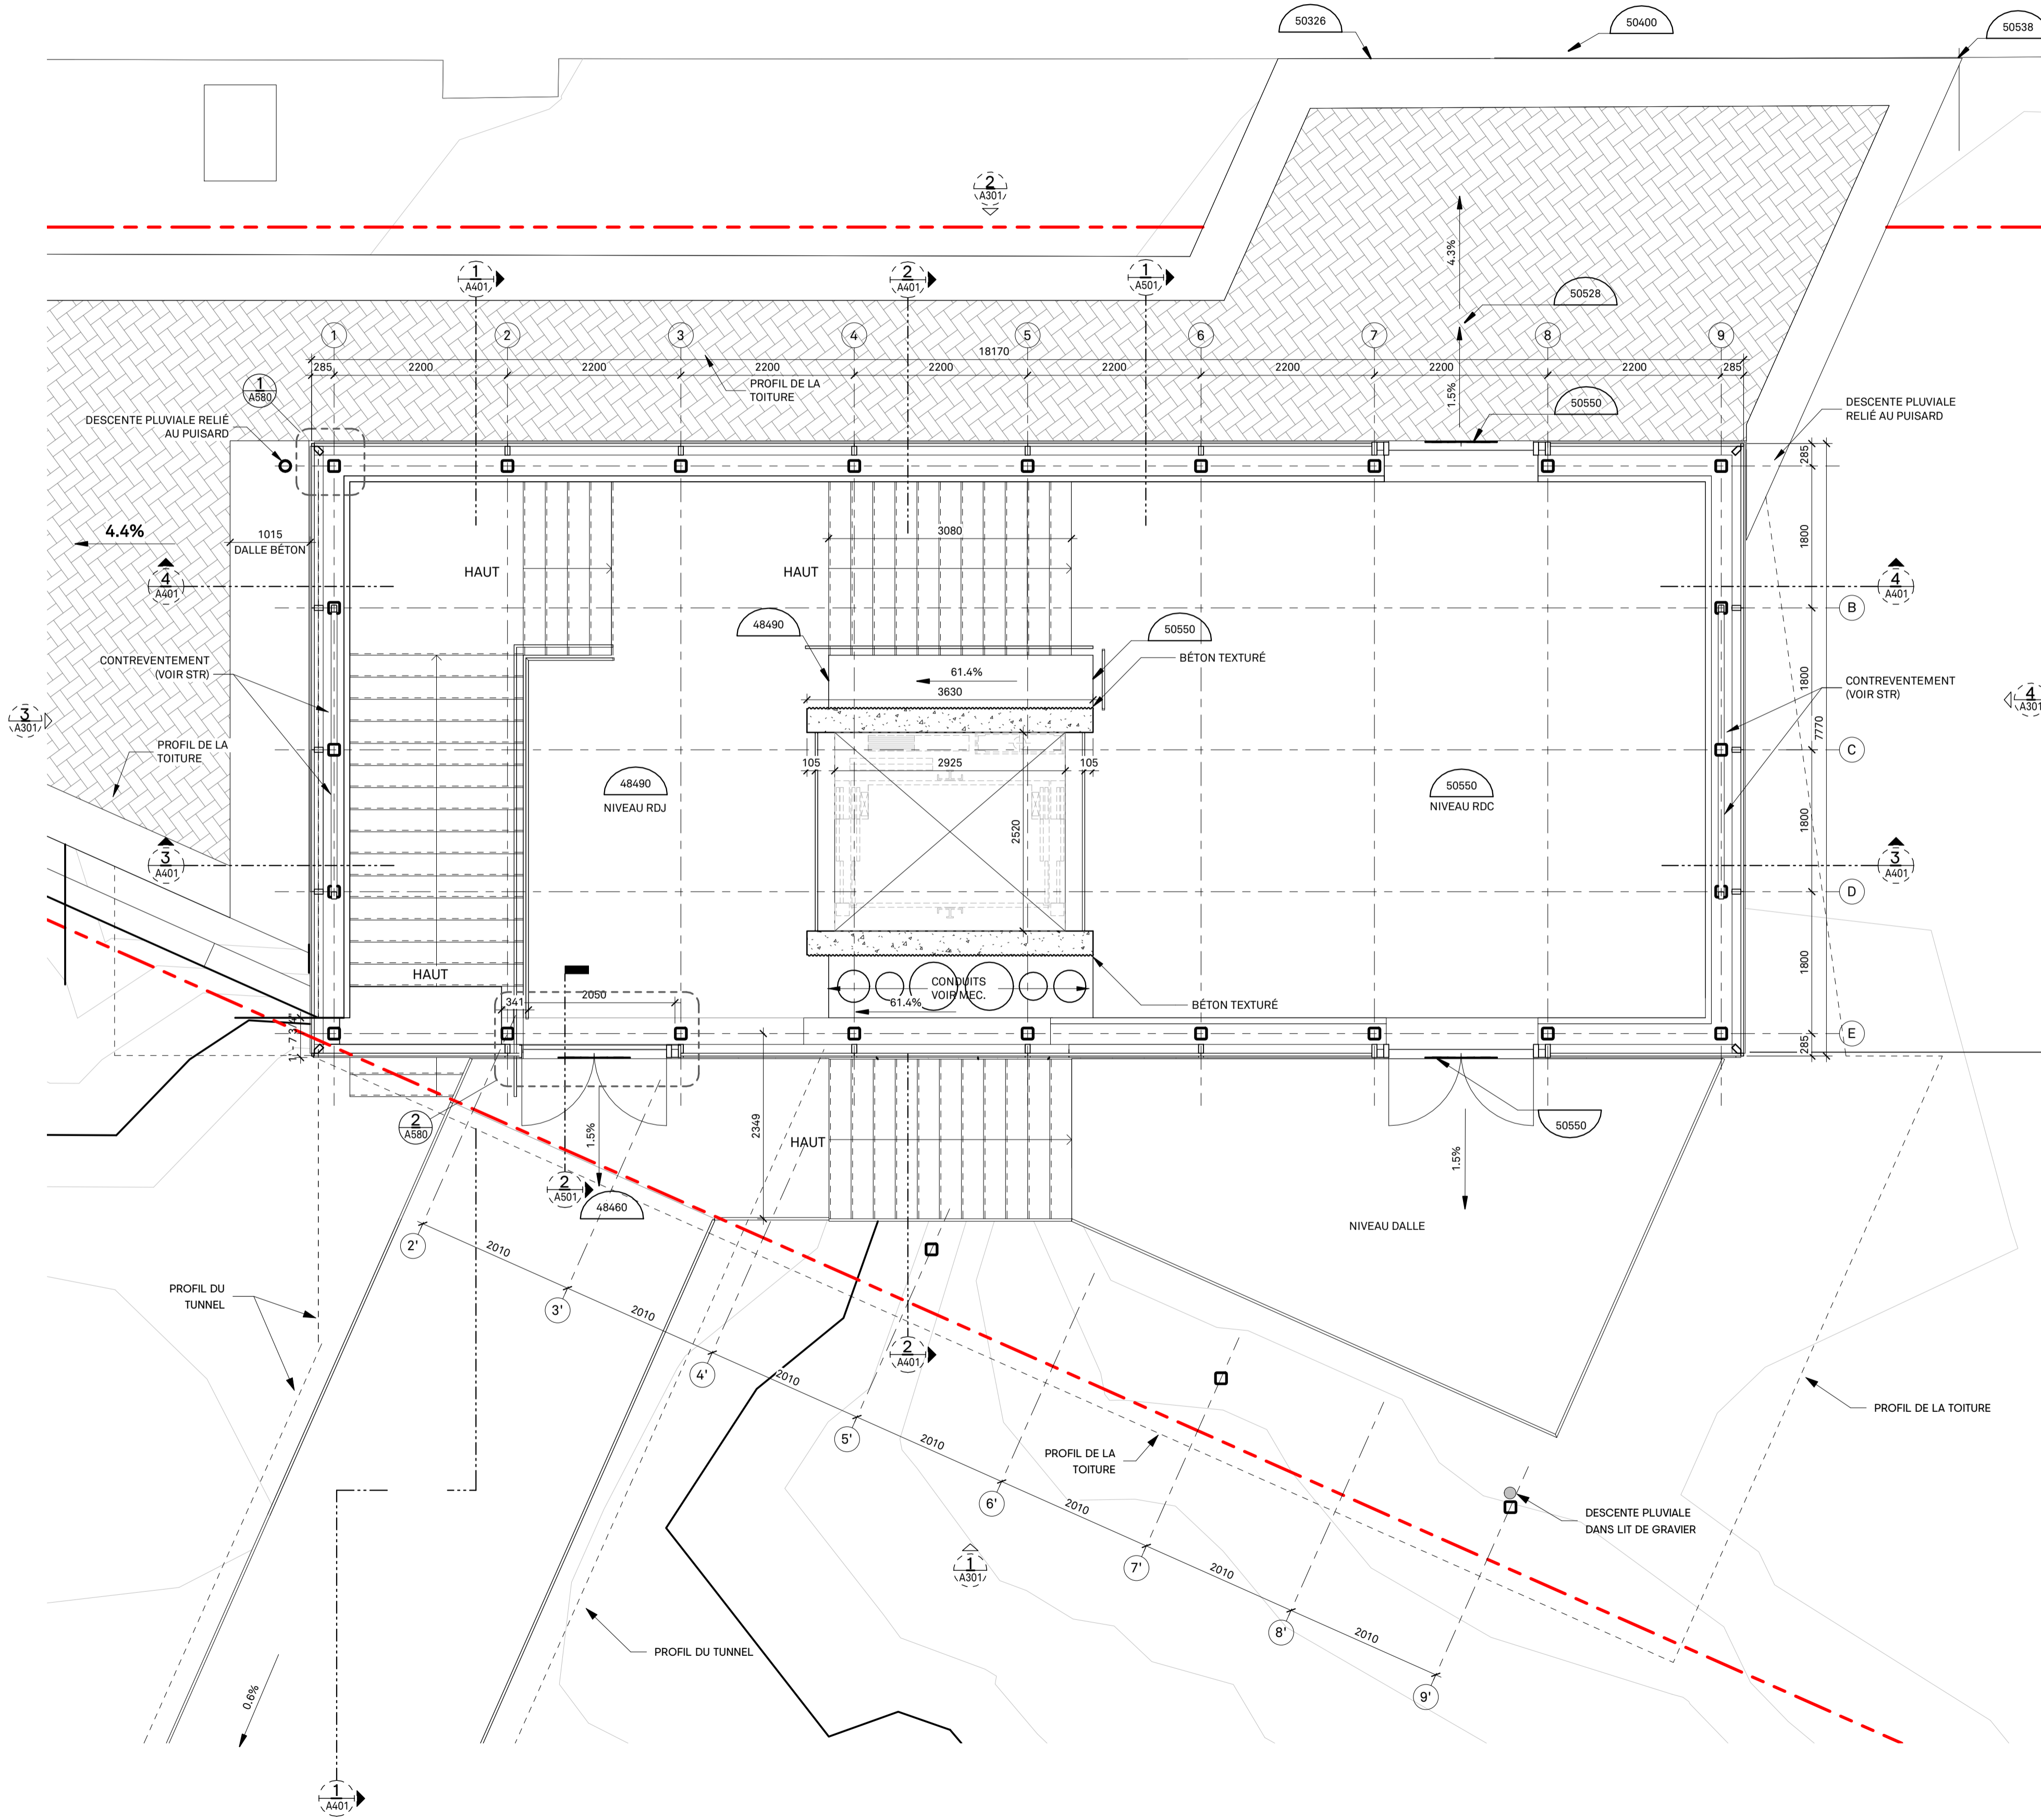 50326
50400
50538
2
A301
4.3%
1
A401
2
A401
1
A501
50528
1
2
3
4
5
6
7
8
9
18170
285
2200
2200
2200
2200
2200
2200
2200
2200
285
1
A580
PROFIL DE LA
TOITURE
1.5%
50550
DESCENTE PLUVIALE RELIÉ
AU PUISARD
DESCENTE PLUVIALE
RELIÉ AU PUISARD
285
4.4%
1015
DALLE BÉTON
3080
1800
HAUT
HAUT
4
A401
4
A401
B
48490
50550
BÉTON TEXTURÉ
CONTREVENTEMENT
(VOIR STR)
61.4%
3630
1800
CONTREVENTEMENT
(VOIR STR)
3
A301
4
A301
7770
PROFIL DE LA
TOITURE
C
105
2925
105
48490
NIVEAU RDJ
50550
NIVEAU RDC
2520
1800
3
A401
3
A401
D
HAUT
1800
CONDUITS
VOIR MEC.
61.4%
341
2050
BÉTON TEXTURÉ
E
285
2
A580
2349
1.5%
HAUT
50550
1.5%
2
A501
48460
NIVEAU DALLE
2'
2010
PROFIL DU
TUNNEL
3'
2010
2
A401
4'
2010
5'
2010
PROFIL DE LA
TOITURE
PROFIL DE LA TOITURE
6'
2010
DESCENTE PLUVIALE
DANS LIT DE GRAVIER
1
A301
7'
2010
8'
2010
PROFIL DU TUNNEL
9'
0.6%
1
A401